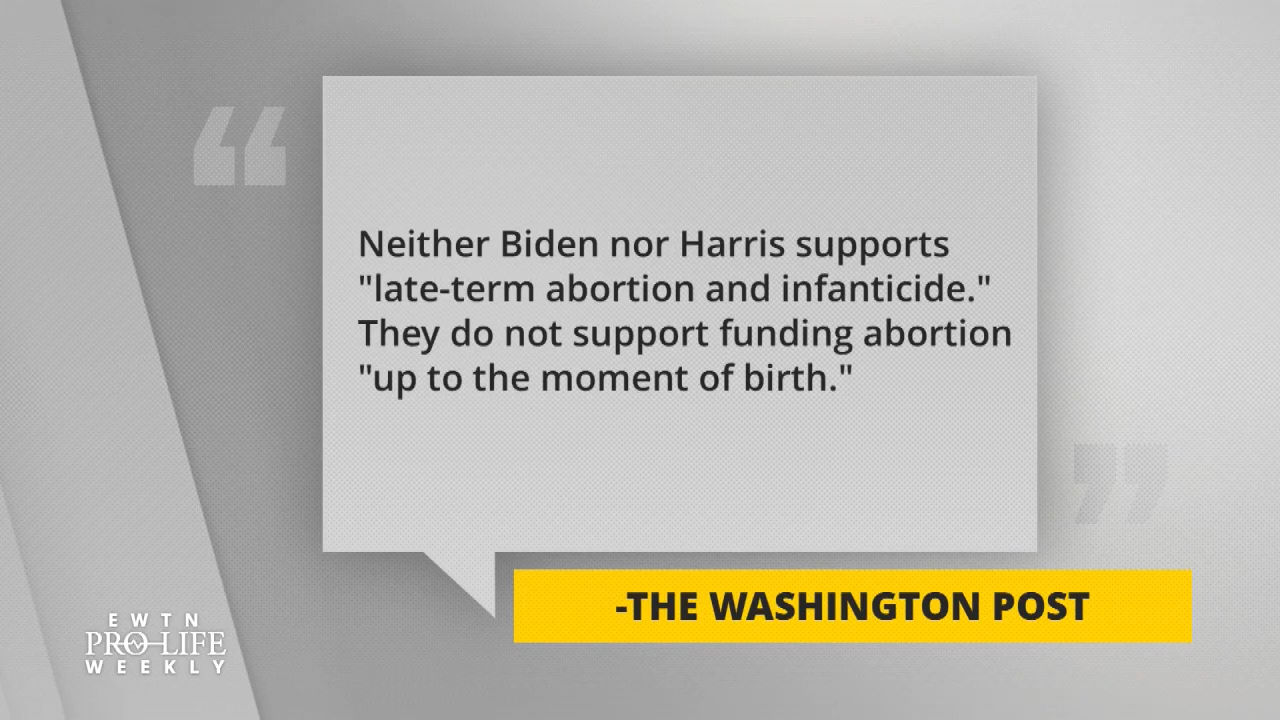 “
Neither Biden nor Harris supports
"late-term abortion and infanticide."
They do not support funding abortion
"up to the moment of birth."
”
-THE WASHINGTON POST
EWTN
PRO-LIFE
WEEKLY